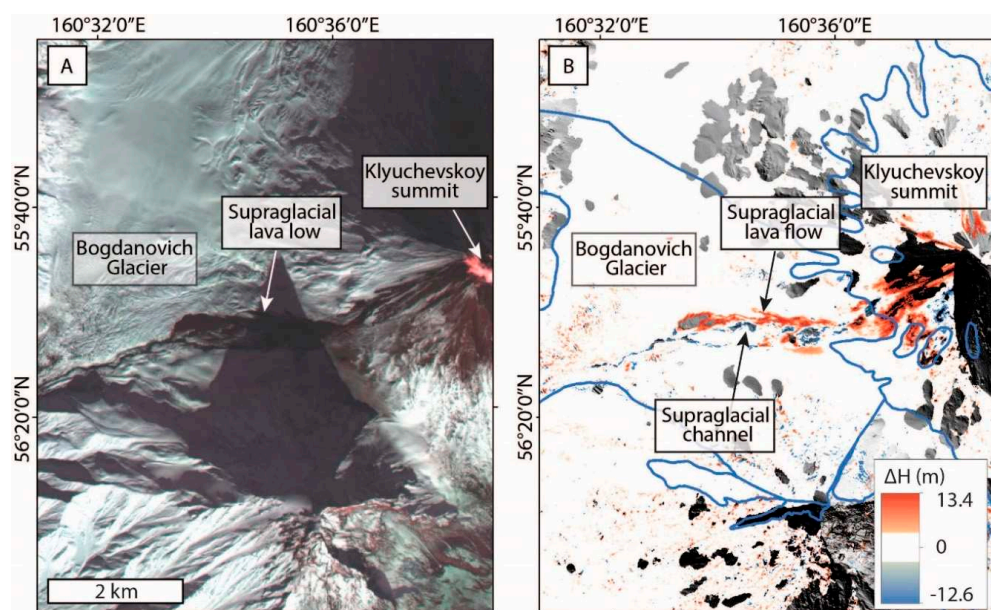 160°32′0″E
160°36′0″E
160°32′0″E
160°36′0″E
A
B
Klyuchevskoy
summit
Klyuchevskoy
summit
55°40′0″N
55°40′0″N
Supraglacial
lava low
Supraglacial
lava flow
Bogdanovich
Glacier
Bogdanovich
Glacier
56°20′0″N
56°20′0″N
Supraglacial
channel
ΔH (m)
13.4
0
-12.6
2 km